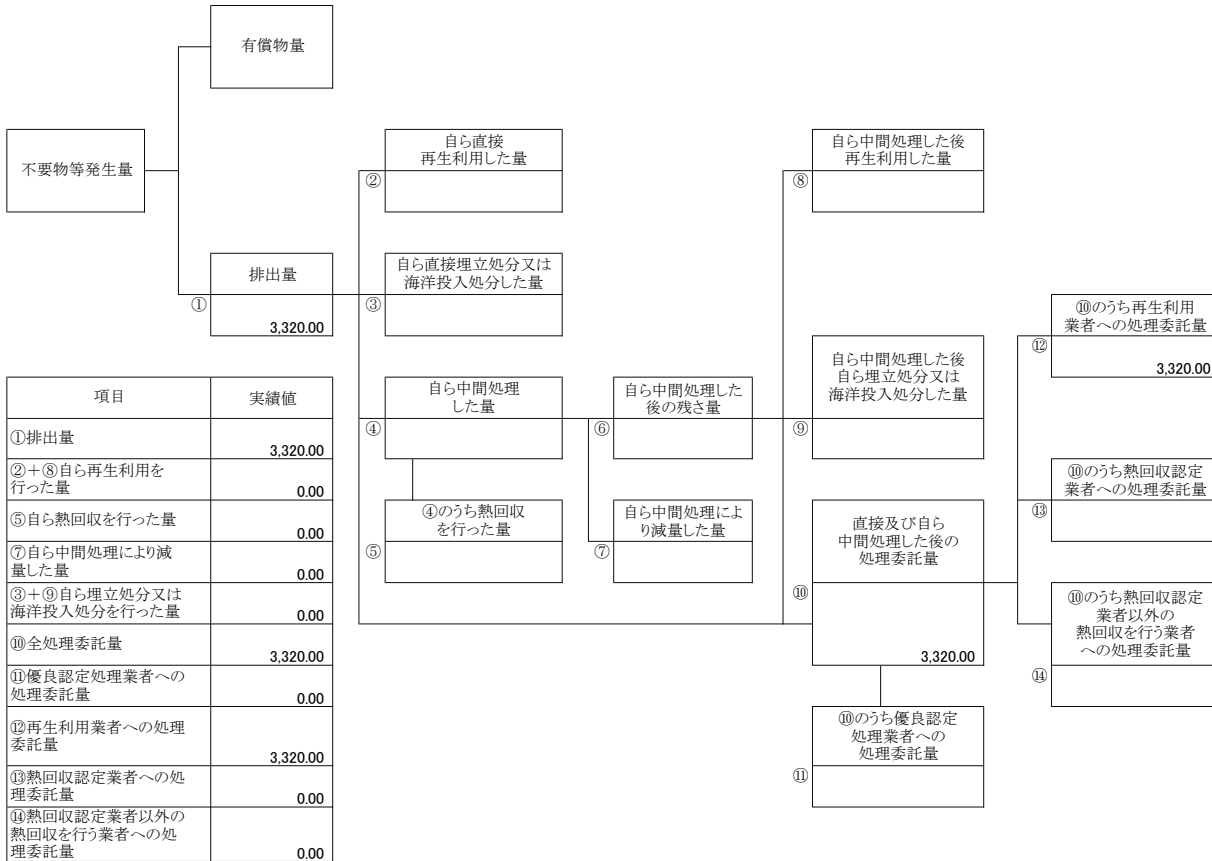 有償物量
不要物等発生量
自ら直接
再生利用した量
②
自ら中間処理した後
再生利用した量
⑧
排出量
①
3,320.00
自ら直接埋立処分又は
海洋投入処分した量
③
⑩のうち再生利用
業者への処理委託量
⑫
3,320.00
自ら中間処理
した量
④
自ら中間処理した
後の残さ量
⑥
自ら中間処理した後
自ら埋立処分又は
海洋投入処分した量
⑨
④のうち熱回収
を行った量
⑤
自ら中間処理によ
り減量した量
⑦
直接及び自ら
中間処理した後の
処理委託量
⑩
3,320.00
⑩のうち熱回収認定
業者への処理委託量
⑬
⑩のうち熱回収認定
業者以外の
熱回収を行う業者
への処理委託量
⑭
⑩のうち優良認定
処理業者への
処理委託量
⑪
項目 実績値
①排出量
3,320.00
②+⑧自ら再生利用を
行った量 0.00
⑤自ら熱回収を行った量
0.00
⑦自ら中間処理により減
量した量 0.00
③+⑨自ら埋立処分又は
海洋投入処分を行った量 0.00
⑩全処理委託量
3,320.00
⑪優良認定処理業者への
処理委託量 0.00
⑫再生利用業者への処理
委託量
3,320.00
⑬熱回収認定業者への処
理委託量 0.00
⑭熱回収認定業者以外の
熱回収を行う業者への処
理委託量 0.00